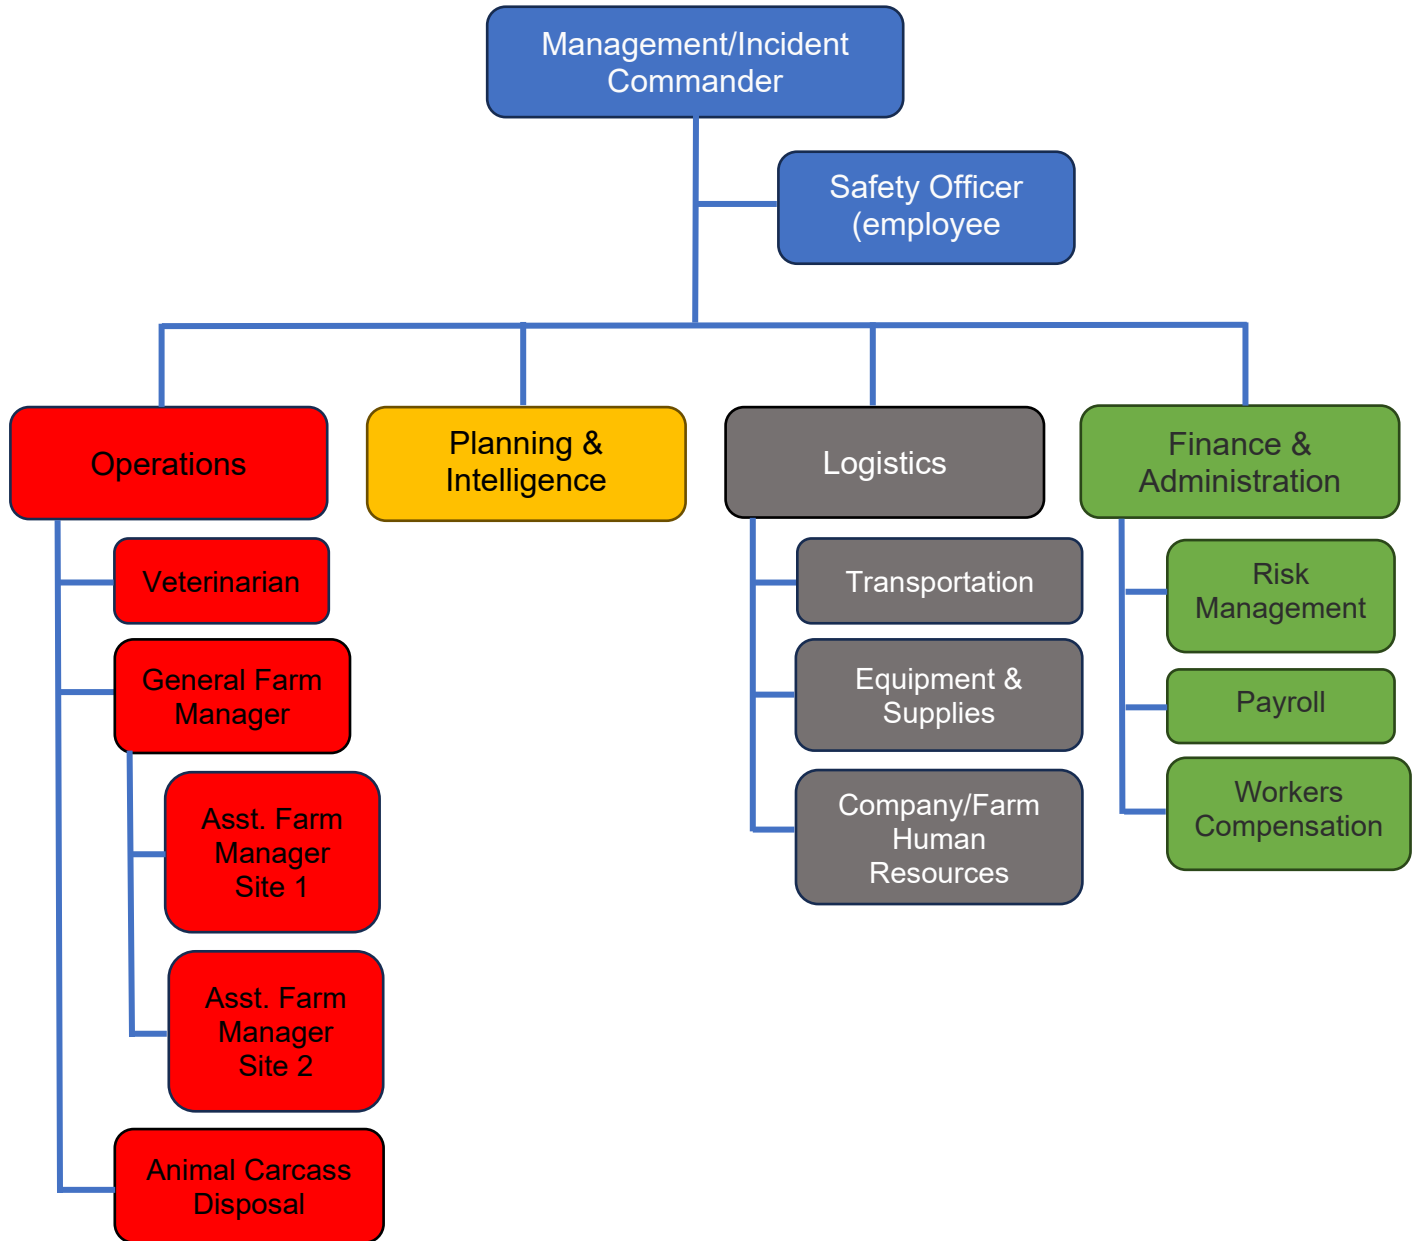 Management/Incident
Commander
Safety Officer
(employee
Operations
Planning &
Intelligence
Logistics
Finance &
Administration
Veterinarian
General Farm
Manager
Asst. Farm
Manager
Site 1
Asst. Farm
Manager
Site 2
Animal Carcass
Disposal
Transportation
Equipment &
Supplies
Company/Farm
Human
Resources
Risk
Management
Payroll
Workers
Compensation